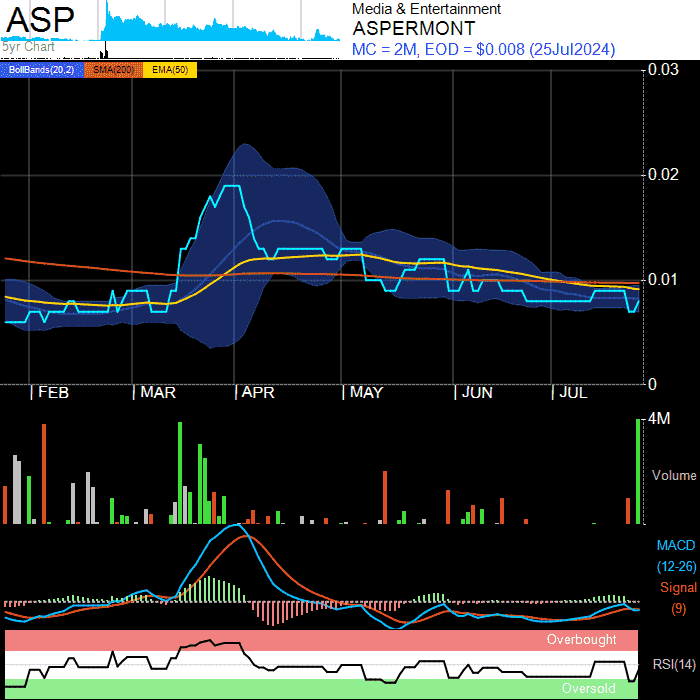 ASP
5yr Chart
Media & Entertainment
ASPERMONT
MC = 2M, EOD = $0.008 (25Jul2024)
BollBands(20,2) SMA(200) EMA(50)
0.03
0.02
0.01
0
| FEB | MAR | APR | MAY | JUN | JUL
4M
Volume
MACD
(12-26)
Signal
(9)
Overbought
RSI(14)
Oversold